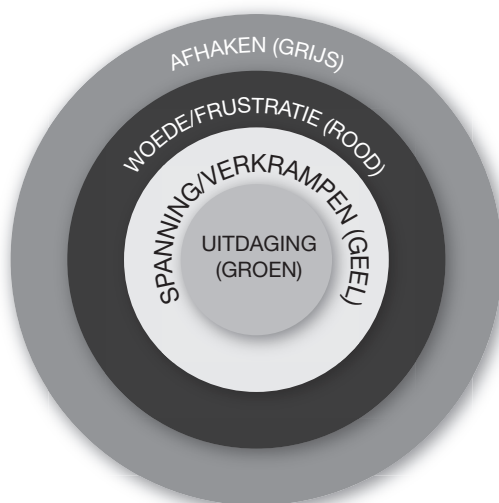 AFHAKEN (GRIJS)
WOEDE/FRUSTRATIE (ROOD)
SPANNING/VERKRAMPEN (GEEL)
UITDAGING
(GROEN)